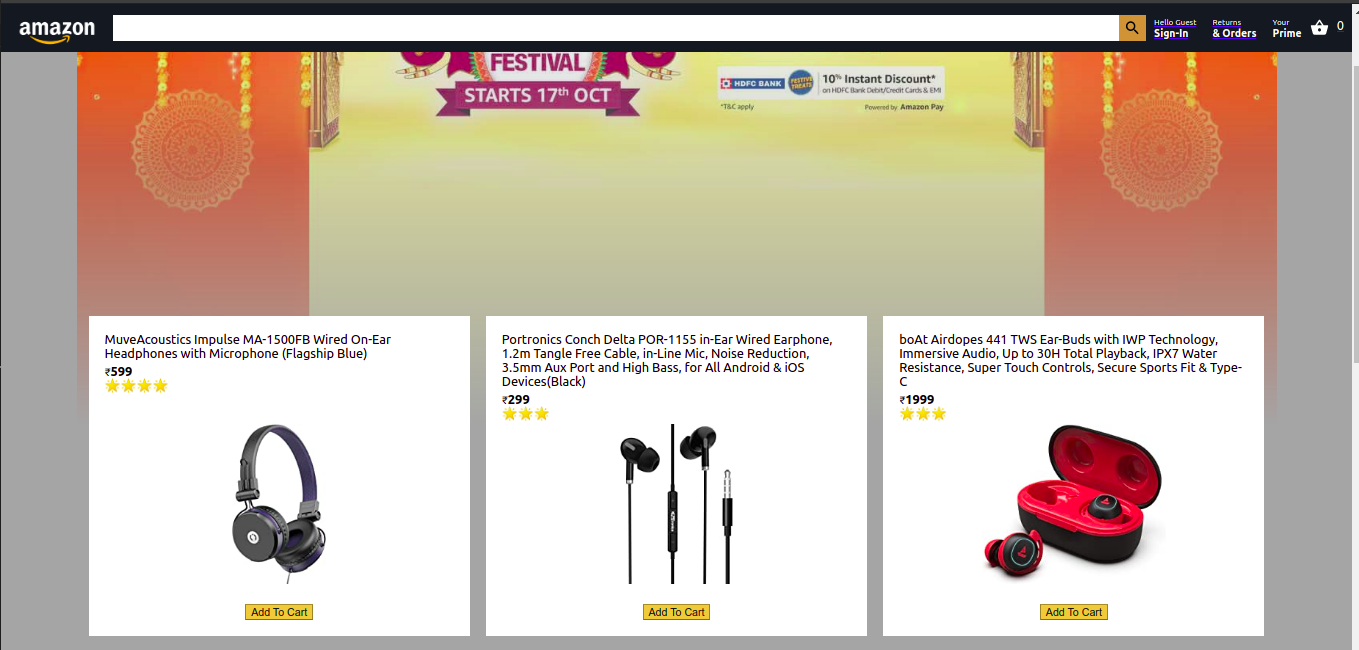 amazon
Hello Guest
Sign-In
Returns
& Orders
Your
Prime
0
FESTIVAL
STARTS 17th OCT
HDFC BANK
FESTIVE
TREATS
10% Instant Discount*
on HDFC Bank Debit/Credit Cards & EMI
*T&C apply
Powered by Amazon Pay
MuveAcoustics Impulse MA-1500FB Wired On-Ear
Headphones with Microphone (Flagship Blue)
₹599
Add To Cart
Portronics Conch Delta POR-1155 in-Ear Wired Earphone,
1.2m Tangle Free Cable, in-Line Mic, Noise Reduction,
3.5mm Aux Port and High Bass, for All Android & iOS
Devices(Black)
₹299
Add To Cart
boAt Airdopes 441 TWS Ear-Buds with IWP Technology,
Immersive Audio, Up to 30H Total Playback, IPX7 Water
Resistance, Super Touch Controls, Secure Sports Fit & Type-
C
₹1999
Add To Cart